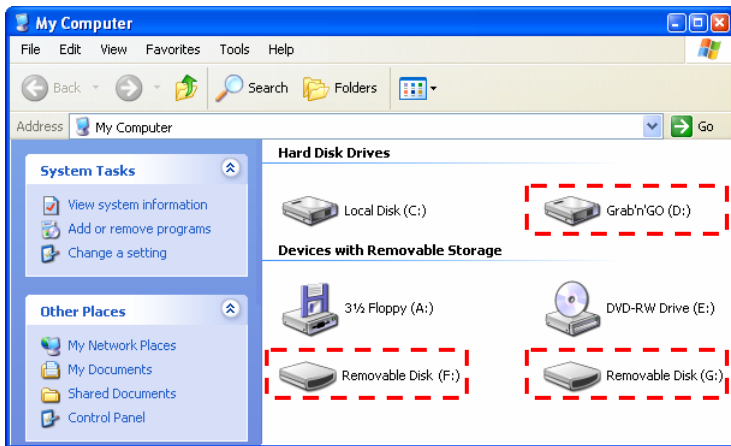 My Computer
File Edit View Favorites Tools Help
Back Search Folders
Address My Computer Go
System Tasks
View system information
Add or remove programs
Change a setting
Other Places
My Network Places
My Documents
Shared Documents
Control Panel
Hard Disk Drives
Local Disk (C:) Grab'n'GO (D:)
Devices with Removable Storage
3½ Floppy (A:) DVD-RW Drive (E:)
Removable Disk (F:) Removable Disk (G:)